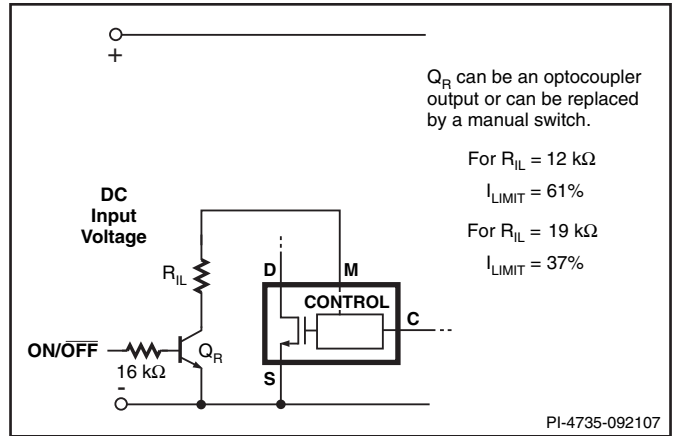 +
Q_R can be an optocoupler
output or can be replaced
by a manual switch.
For R_IL = 12 kΩ
I_LIMIT = 61%
For R_IL = 19 kΩ
I_LIMIT = 37%
DC
Input
Voltage
R_IL
D
M
CONTROL
C
ON/OFF
16 kΩ
Q_R
S
-
PI-4735-092107